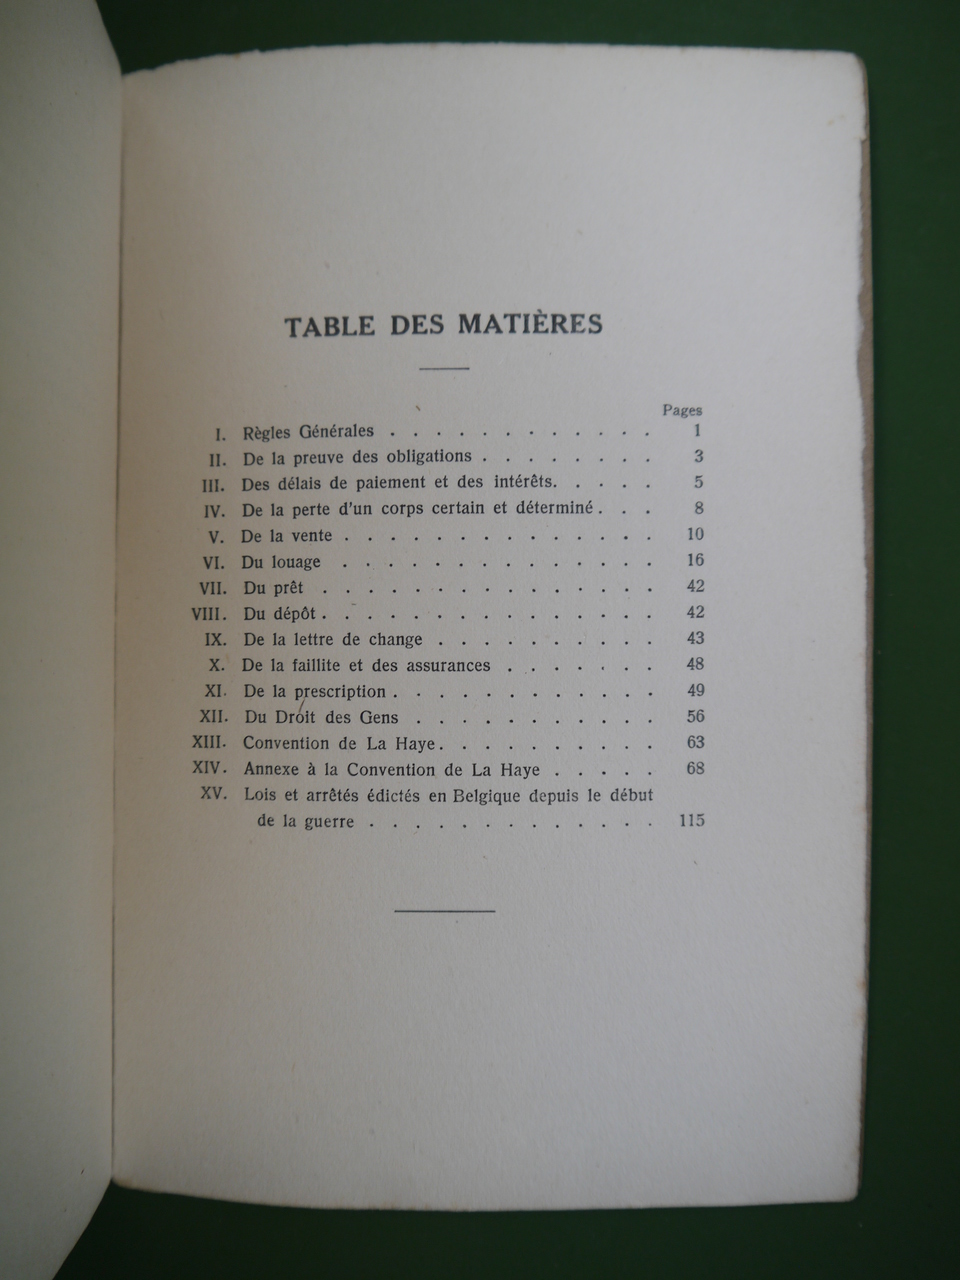 TABLE DES MATIÈRES
Pages
I. Règles Générales . . . . . . . . . . . . 1
II. De la preuve des obligations . . . . . . . . 3
III. Des délais de paiement et des intérêts. . . . . 5
IV. De la perte d'un corps certain et déterminé . . . 8
V. De la vente . . . . . . . . . . . . . . 10
VI. Du louage . . . . . . . . . . . . . . 16
VII. Du prêt . . . . . . . . . . . . . . . 42
VIII. Du dépôt . . . . . . . . . . . . . . . 42
IX. De la lettre de change . . . . . . . . . . 43
X. De la faillite et des assurances . . . . . . . 48
XI. De la prescription . . . . . . . . . . . . 49
XII. Du Droit des Gens . . . . . . . . . . . 56
XIII. Convention de La Haye. . . . . . . . . . 63
XIV. Annexe à la Convention de La Haye . . . . . 68
XV. Lois et arrêtés édictés en Belgique depuis le début
de la guerre . . . . . . . . . . . . . 115